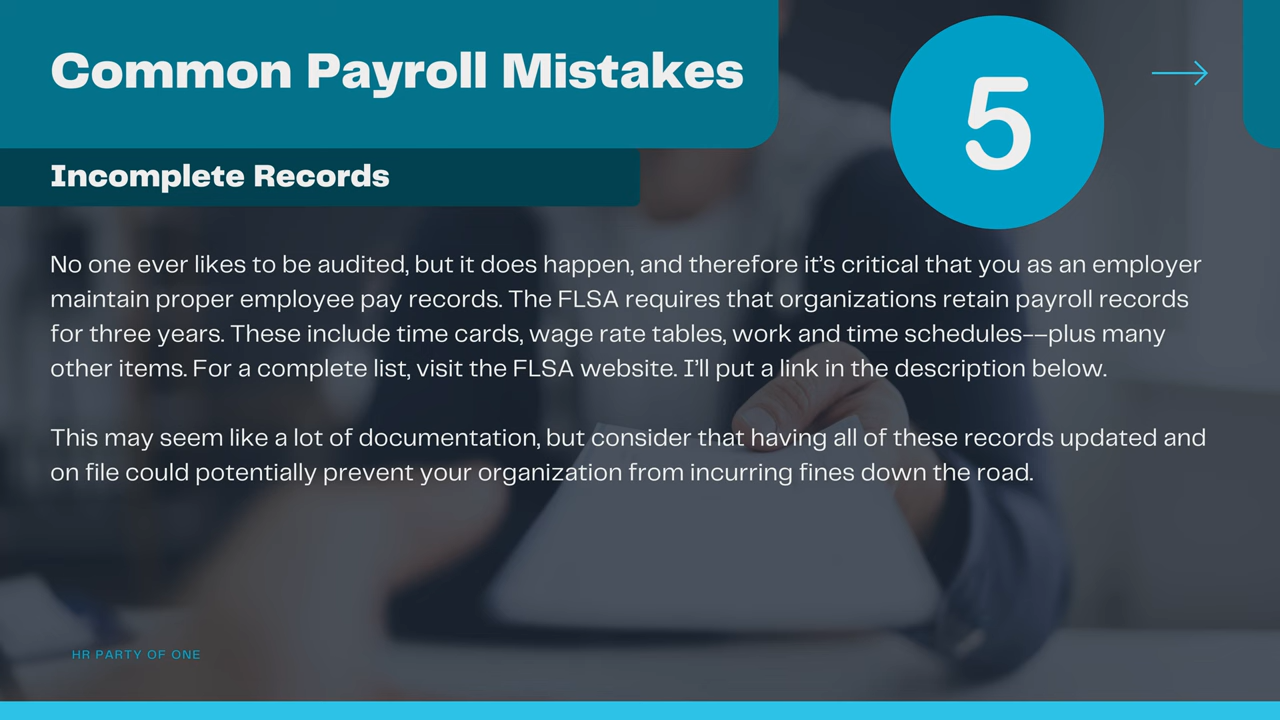 Common Payroll Mistakes
5
Incomplete Records
No one ever likes to be audited, but it does happen, and therefore it’s critical that you as an employer
maintain proper employee pay records. The FLSA requires that organizations retain payroll records
for three years. These include time cards, wage rate tables, work and time schedules––plus many
other items. For a complete list, visit the FLSA website. I’ll put a link in the description below.
This may seem like a lot of documentation, but consider that having all of these records updated and
on file could potentially prevent your organization from incurring fines down the road.
HR PARTY OF ONE